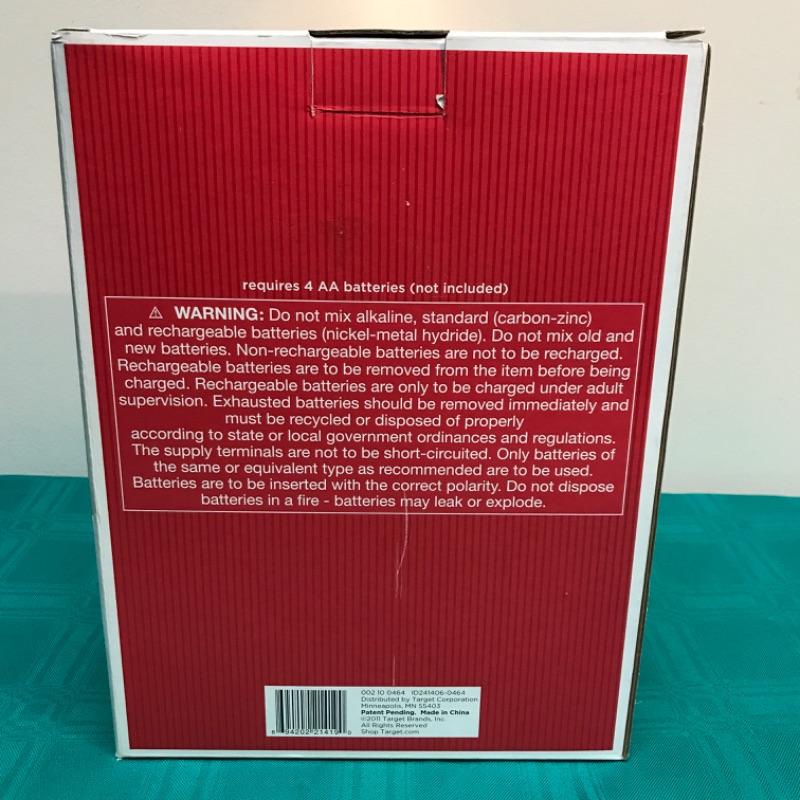 requires 4 AA batteries (not included)
⚠ WARNING: Do not mix alkaline, standard (carbon-zinc)
and rechargeable batteries (nickel-metal hydride). Do not mix old and
new batteries. Non-rechargeable batteries are not to be recharged.
Rechargeable batteries are to be removed from the item before being
charged. Rechargeable batteries are only to be charged under adult
supervision. Exhausted batteries should be removed immediately and
must be recycled or disposed of properly
according to state or local government ordinances and regulations.
The supply terminals are not to be short-circuited. Only batteries of
the same or equivalent type as recommended are to be used.
Batteries are to be inserted with the correct polarity. Do not dispose
batteries in a fire - batteries may leak or explode.
002 10 0464 ID241406-0464
Distributed by Target Corporation
Minneapolis, MN 55403
Patent Pending. Made in China
©2011 Target Brands, Inc.
All Rights Reserved
Shop Target.com
94202 21419